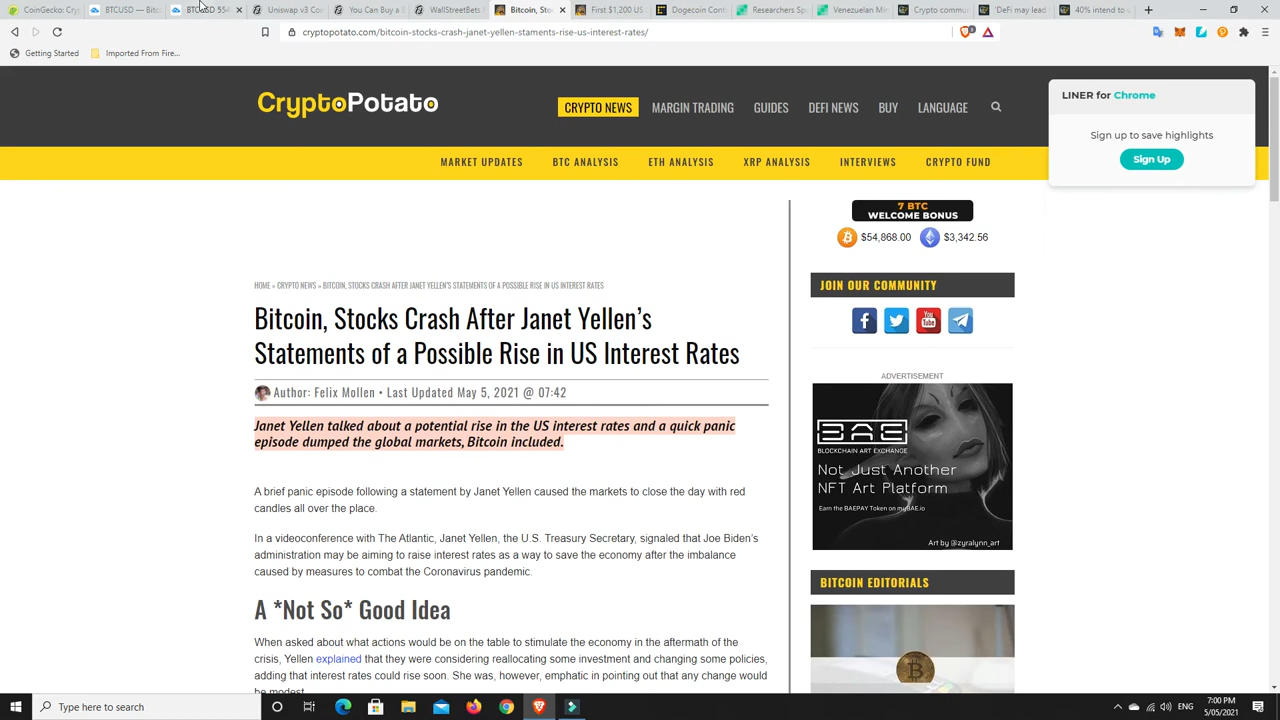 CoinGecko: Cryp
BTCUSD — Bitc
BTCUSD 554
Uniswap v3 Con
You Can Buy a I
WallStreetBets I
Bitcoin, Stoc
First $1,200 US
Dogecoin Contr
Researchers Sp
Venezuelan Mir
Crypto commu
'DeFi may lead
40% intend to u
cryptopotato.com/bitcoin-stocks-crash-janet-yellen-staments-rise-us-interest-rates/
Getting Started
Imported From Fire...
CryptoPotato
CRYPTO NEWS
MARGIN TRADING
GUIDES
DEFI NEWS
BUY
LANGUAGE
LINER for Chrome
Sign up to save highlights
Sign Up
MARKET UPDATES
BTC ANALYSIS
ETH ANALYSIS
XRP ANALYSIS
INTERVIEWS
CRYPTO FUND
HOME » CRYPTO NEWS » BITCOIN, STOCKS CRASH AFTER JANET YELLEN'S STATEMENTS OF A POSSIBLE RISE IN US INTEREST RATES
Bitcoin, Stocks Crash After Janet Yellen's
Statements of a Possible Rise in US Interest Rates
Author: Felix Mollen • Last Updated May 5, 2021 @ 07:42
Janet Yellen talked about a potential rise in the US interest rates and a quick panic
episode dumped the global markets, Bitcoin included.
A brief panic episode following a statement by Janet Yellen caused the markets to close the day with red
candles all over the place.
In a videoconference with The Atlantic, Janet Yellen, the U.S. Treasury Secretary, signaled that Joe Biden's
administration may be aiming to raise interest rates as a way to save the economy after the imbalance
caused by measures to combat the Coronavirus pandemic.
A *Not So* Good Idea
When asked about what actions would be on the table to stimulate the economy in the aftermath of the
crisis, Yellen explained that they were considering reallocating some investment and changing some policies,
adding that interest rates could rise soon. She was, however, emphatic in pointing out that any change would
be modest.
7 BTC
WELCOME BONUS
$54,868.00
$3,342.56
JOIN OUR COMMUNITY
You
Tube
ADVERTISEMENT
BAE
BLOCKCHAIN ART EXCHANGE
Not Just Another
NFT Art Platform
Earn the BAEPAY Token on myBAE.io
Art by @zyralynn_art
BITCOIN EDITORIALS
Type here to search
ENG
7:00 PM
5/05/2021